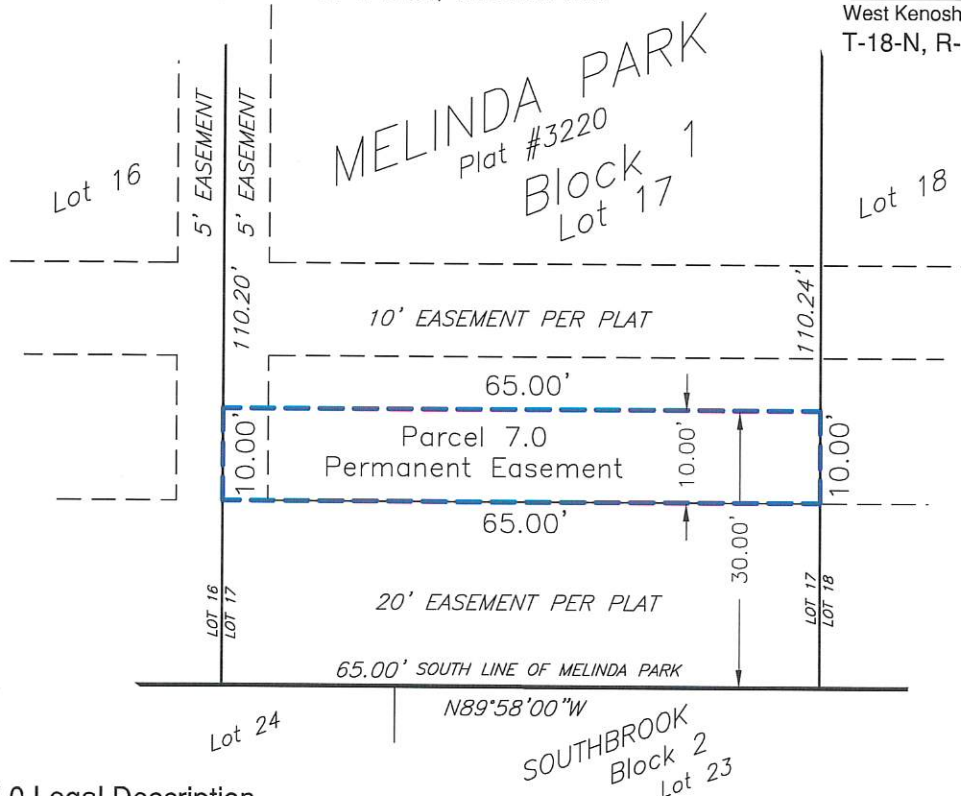 West Kenosh
T-18-N, R-
MELINDA PARK
Plat #3220
Block 1
Lot 17
Lot 16
5' EASEMENT
5' EASEMENT
Lot 18
110.20'
10' EASEMENT PER PLAT
110.24'
65.00'
10.00'
Parcel 7.0
Permanent Easement
10.00'
10.00'
65.00'
30.00'
20' EASEMENT PER PLAT
LOT 16
LOT 17
LOT 17
LOT 18
65.00' SOUTH LINE OF MELINDA PARK
N89°58'00"W
Lot 24
SOUTHBROOK
Block 2
Lot 23
.0 Legal Description